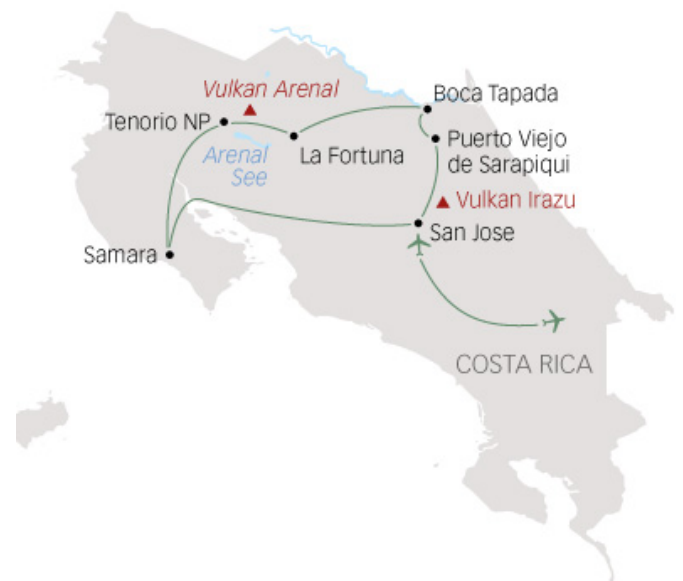 Vulkan Arenal
Boca Tapada
Tenorio NP
Arenal
See
La Fortuna
Puerto Viejo
de Sarapiqui
Vulkan Irazu
San Jose
Samara
COSTA RICA